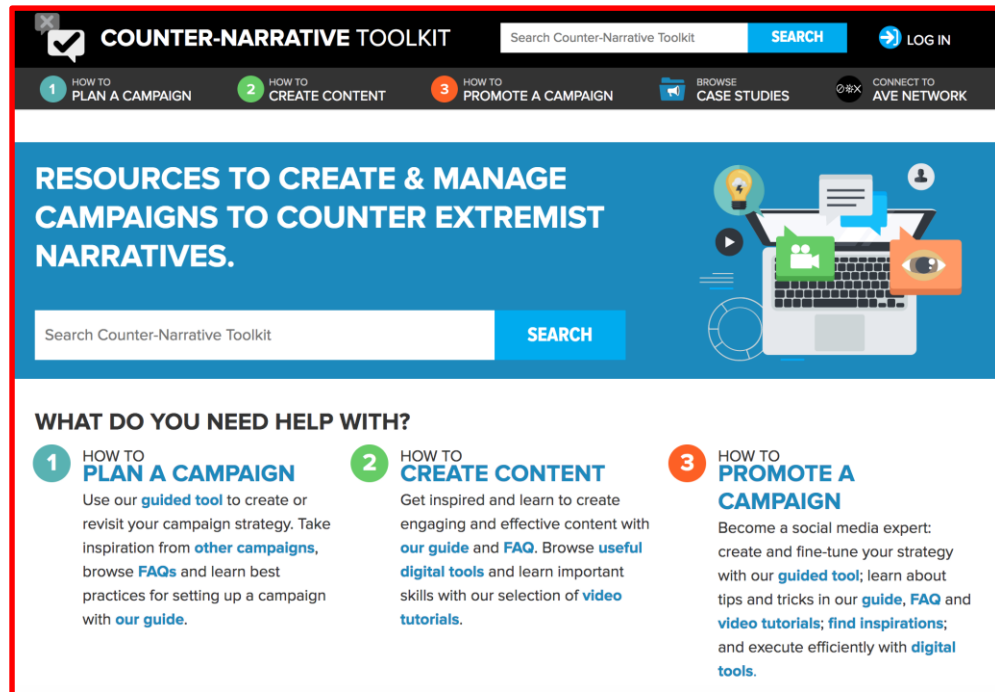 COUNTER-NARRATIVE TOOLKIT
Search Counter-Narrative Toolkit
SEARCH
LOG IN
1 HOW TO
PLAN A CAMPAIGN
2 HOW TO
CREATE CONTENT
3 HOW TO
PROMOTE A CAMPAIGN
BROWSE
CASE STUDIES
CONNECT TO
AVE NETWORK
RESOURCES TO CREATE & MANAGE
CAMPAIGNS TO COUNTER EXTREMIST
NARRATIVES.
Search Counter-Narrative Toolkit
SEARCH
WHAT DO YOU NEED HELP WITH?
1 HOW TO
PLAN A CAMPAIGN
Use our guided tool to create or
revisit your campaign strategy. Take
inspiration from other campaigns,
browse FAQs and learn best
practices for setting up a campaign
with our guide.
2 HOW TO
CREATE CONTENT
Get inspired and learn to create
engaging and effective content with
our guide and FAQ. Browse useful
digital tools and learn important
skills with our selection of video
tutorials.
3 HOW TO
PROMOTE A
CAMPAIGN
Become a social media expert:
create and fine-tune your strategy
with our guided tool; learn about
tips and tricks in our guide, FAQ and
video tutorials; find inspirations;
and execute efficiently with digital
tools.